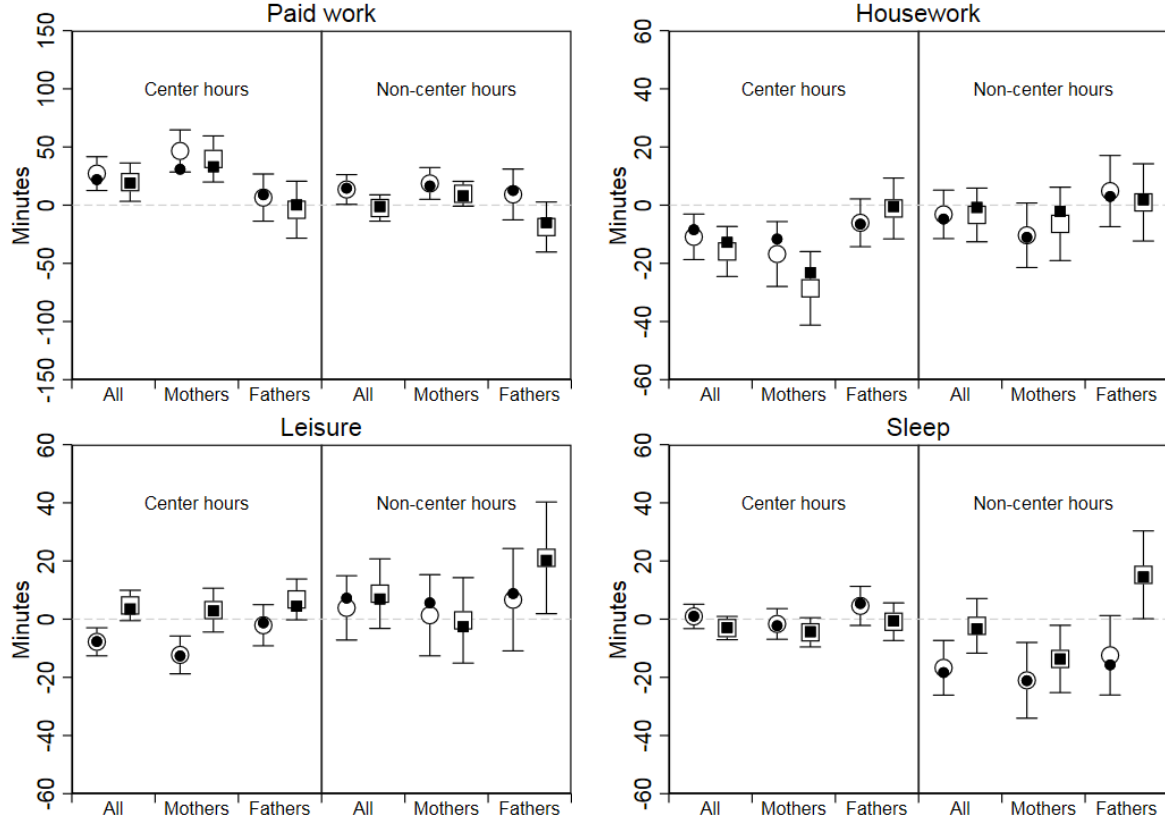 Paid work
Housework
150
100
50
0
-50
-100
-150
Minutes
Center hours
Non-center hours
All
Mothers
Fathers
All
Mothers
Fathers
60
40
20
0
-20
-40
-60
Minutes
Center hours
Non-center hours
All
Mothers
Fathers
All
Mothers
Fathers
Leisure
Sleep
60
40
20
0
-20
-40
-60
Minutes
Center hours
Non-center hours
All
Mothers
Fathers
All
Mothers
Fathers
60
40
20
0
-20
-40
-60
Minutes
Center hours
Non-center hours
All
Mothers
Fathers
All
Mothers
Fathers